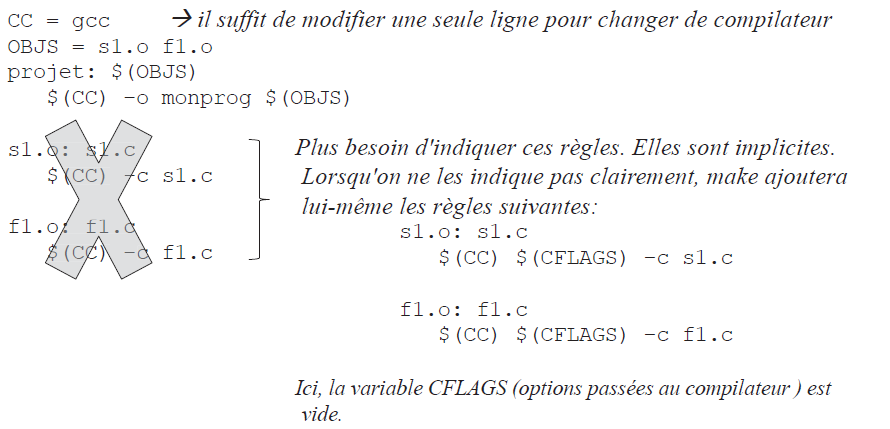 CC = gcc → il suffit de modifier une seule ligne pour changer de compilateur
OBJS = s1.o f1.o
projet: $(OBJS)
$(CC) -o monprog $(OBJS)
s1.o: s1.c
$(CC) -c s1.c
f1.o: f1.c
$(CC) -c f1.c
Plus besoin d'indiquer ces règles. Elles sont implicites.
Lorsqu'on ne les indique pas clairement, make ajoutera
lui-même les règles suivantes:
s1.o: s1.c
$(CC) $(CFLAGS) -c s1.c
f1.o: f1.c
$(CC) $(CFLAGS) -c f1.c
Ici, la variable CFLAGS (options passées au compilateur ) est
vide.